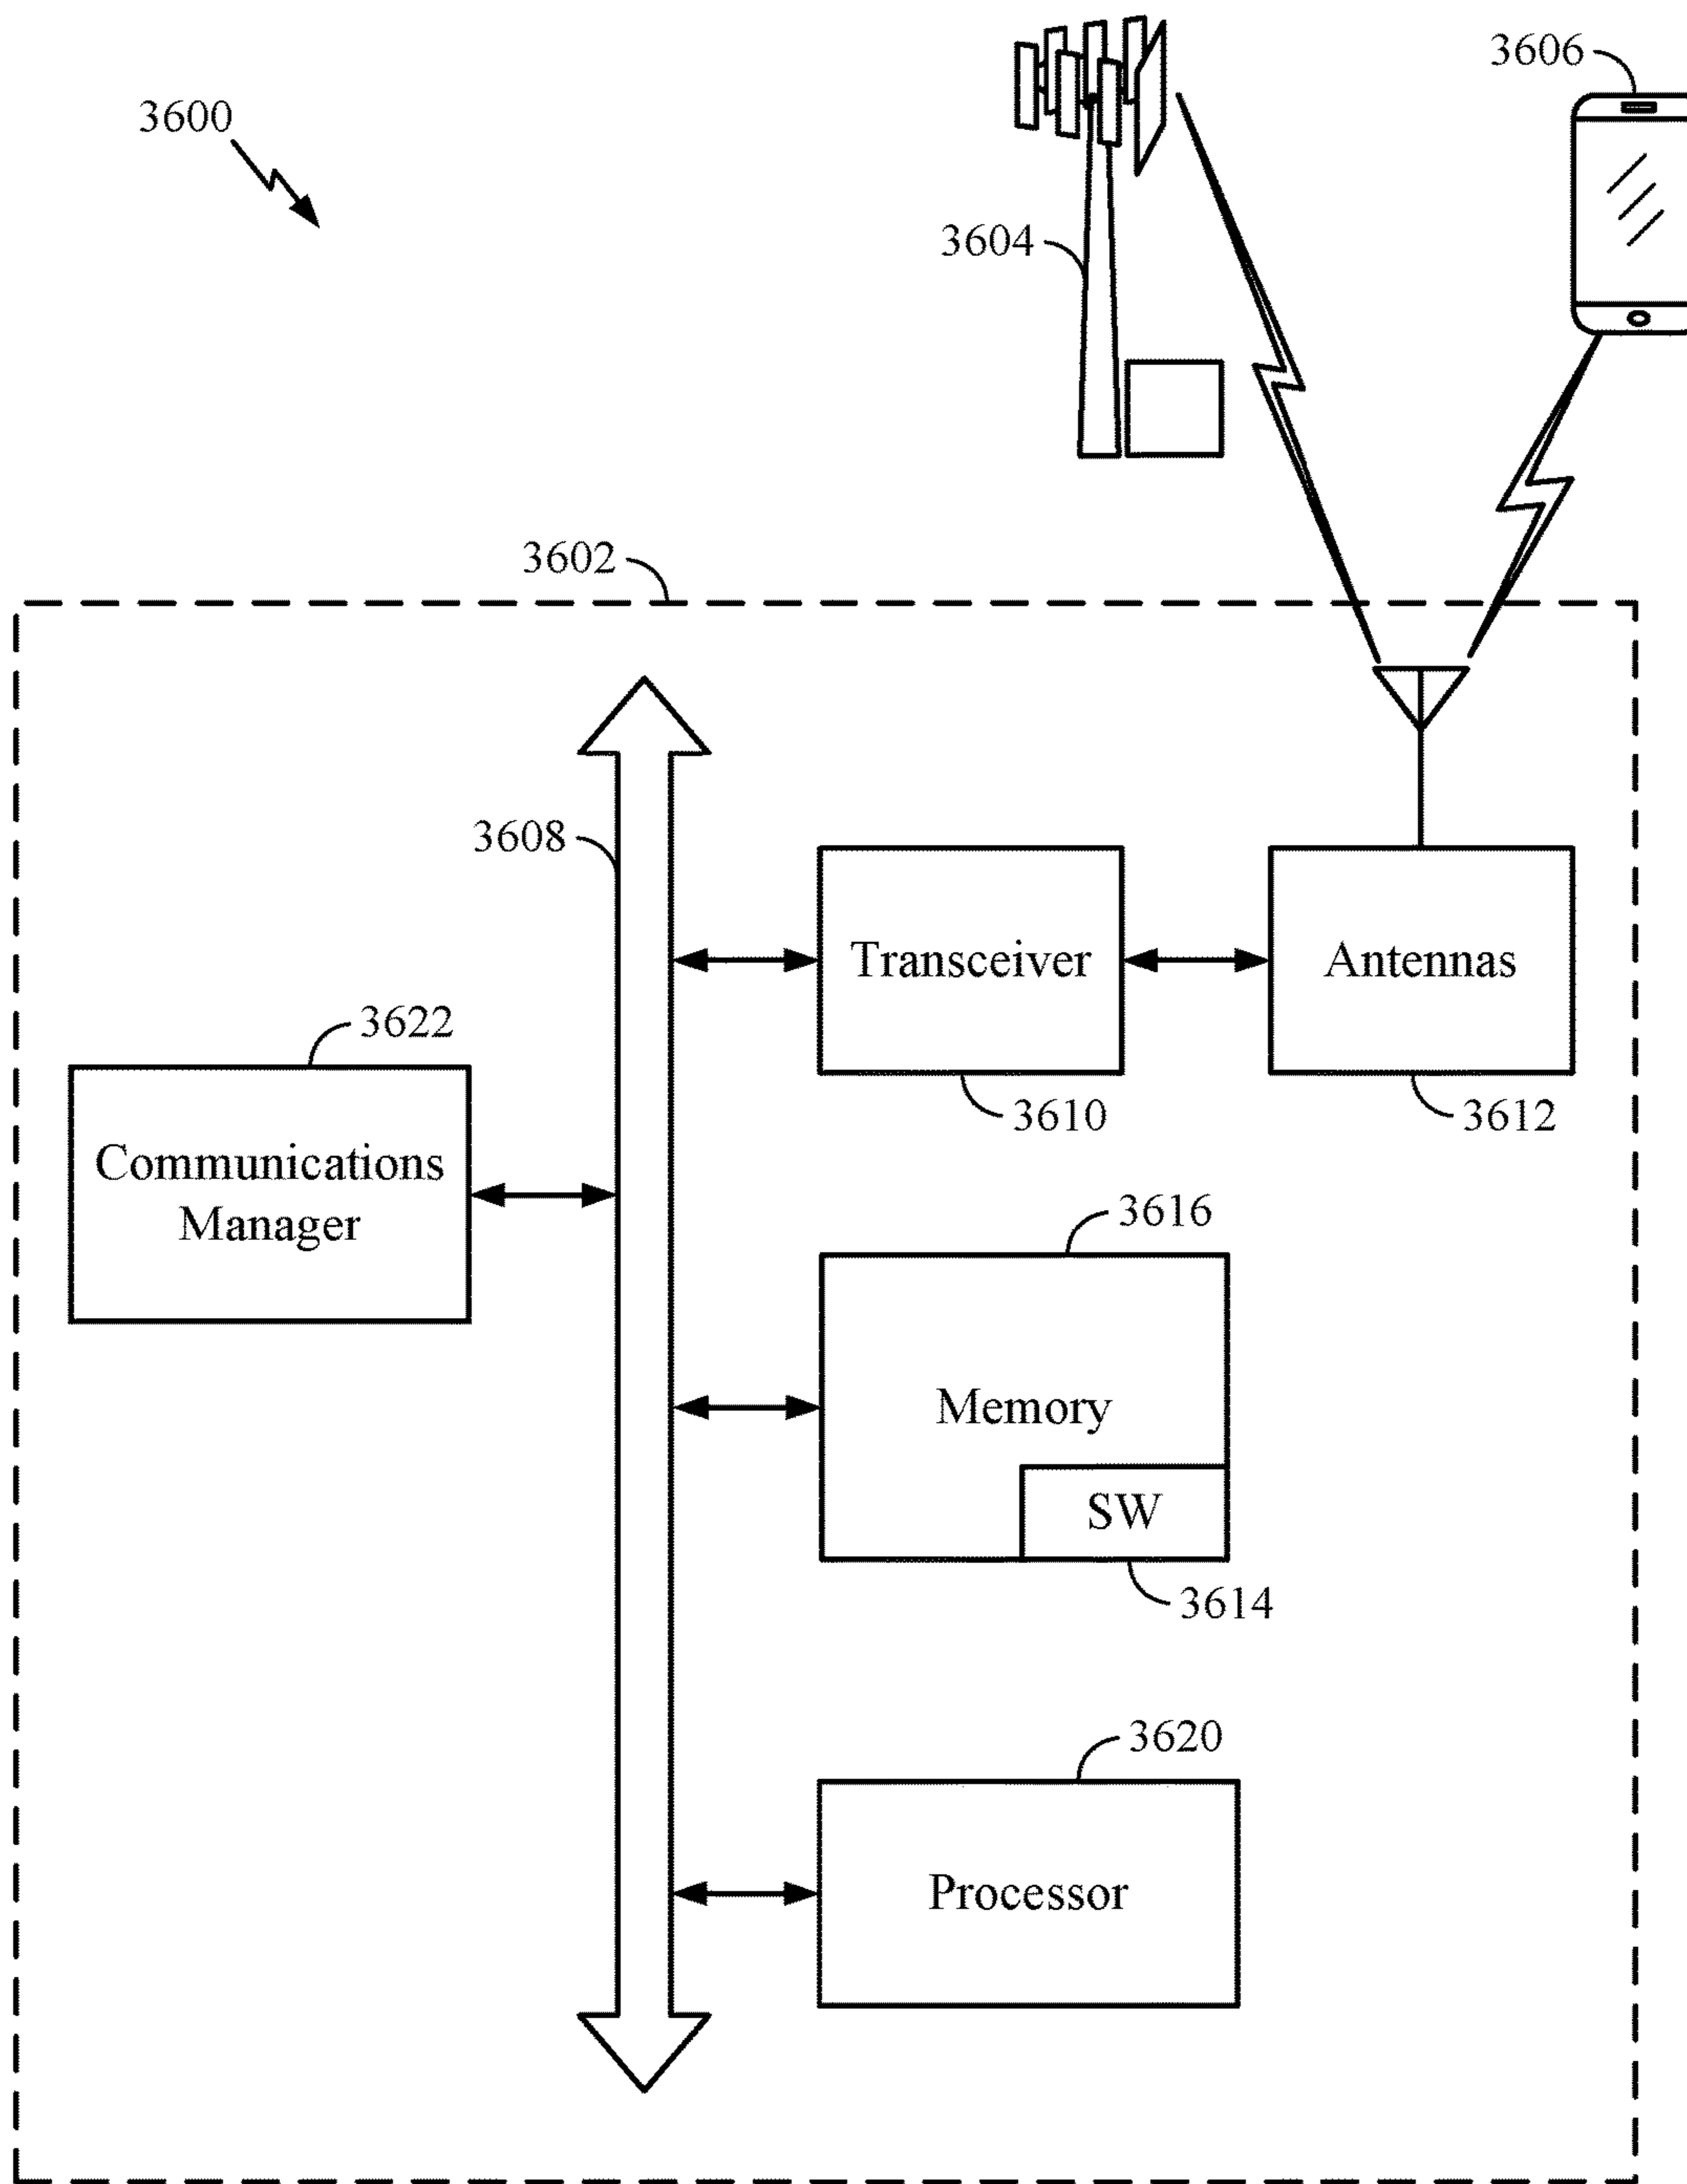 3600
3606
3604
3602
3608
Transceiver
Antennas
3622
3610
3612
Communications
Manager
3616
Memory
SW
3614
3620
Processor